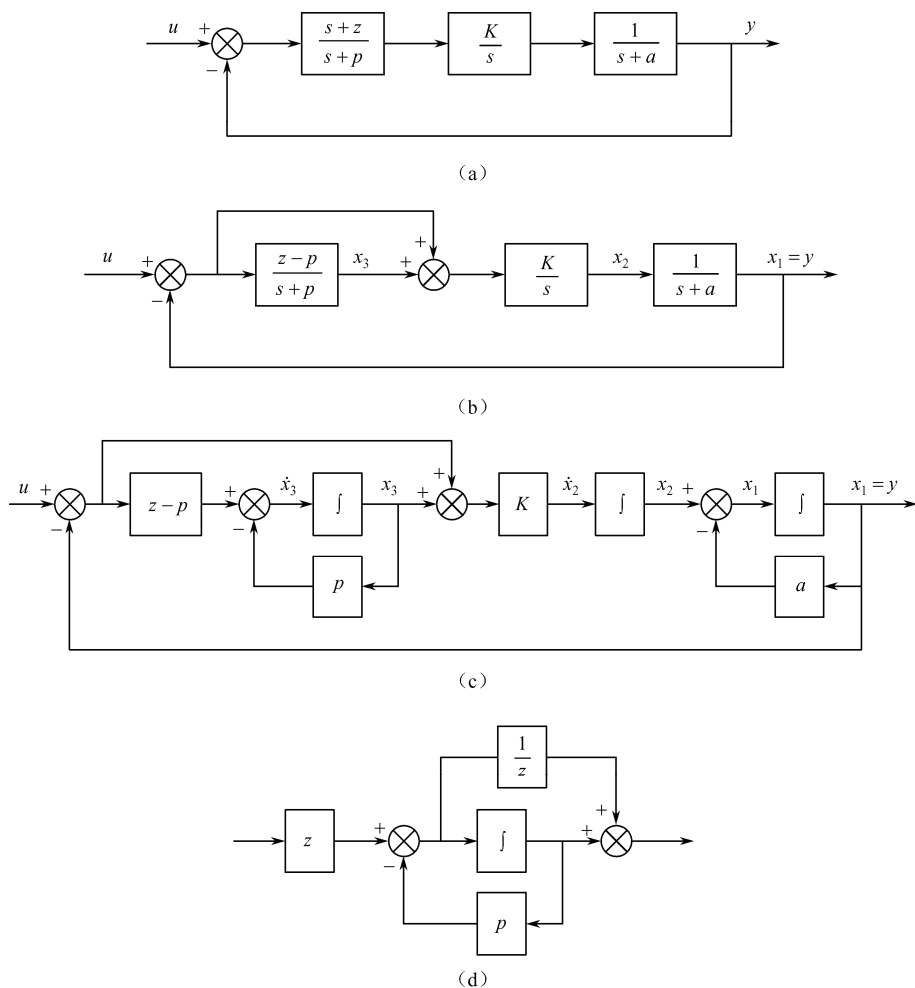 u + − s + z / s + p K / s 1 / s + a y
（a）
u + − z − p / s + p x₃ + + K / s x₂ 1 / s + a x₁ = y
（b）
u + − z − p + − ẋ₃ ∫ x₃ + + K ẋ₂ ∫ x₂ + − x₁ ∫ x₁ = y
p a
（c）
1 / z
z + − ∫ + +
p
（d）